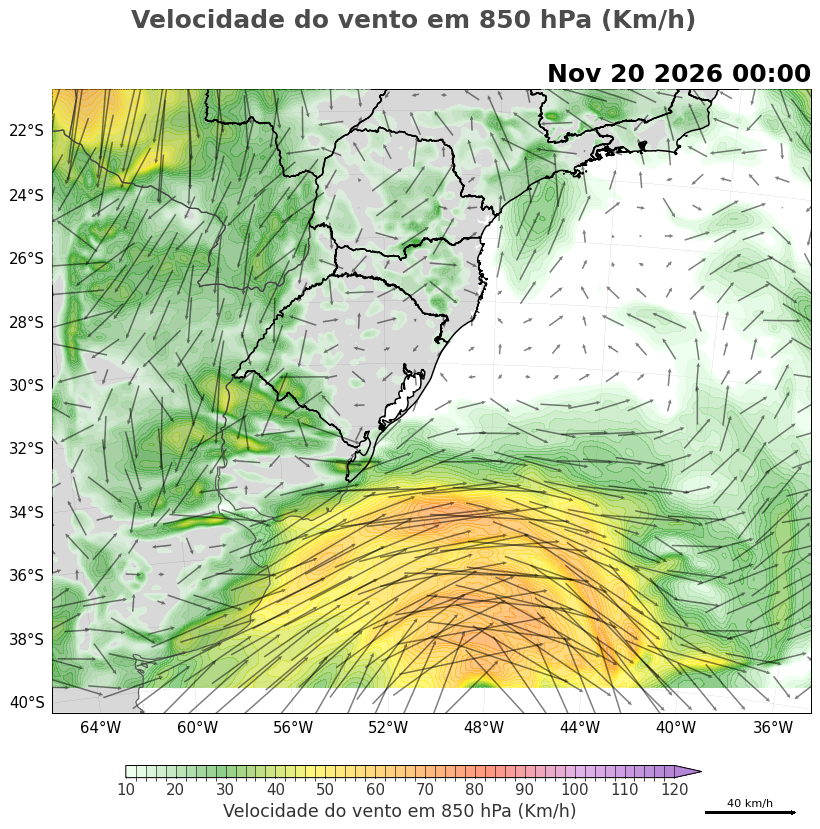 Velocidade do vento em 850 hPa (Km/h)
Nov 20 2026 00:00
22°S
24°S
26°S
28°S
30°S
32°S
34°S
36°S
38°S
40°S
64°W 60°W 56°W 52°W 48°W 44°W 40°W 36°W
10 20 30 40 50 60 70 80 90 100 110 120
Velocidade do vento em 850 hPa (Km/h)
40 km/h